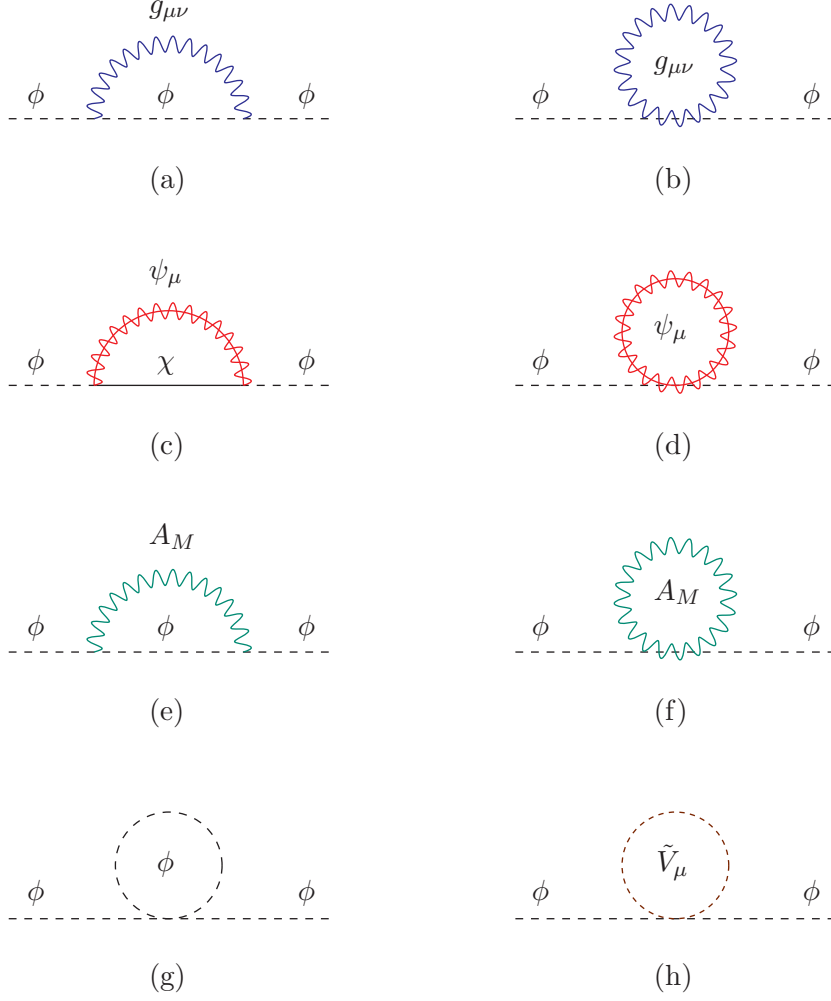 g_{μν} 
ϕ ϕ ϕ ϕ g_{μν} ϕ
(a) (b)
ψ_μ
ϕ χ ϕ ϕ ψ_μ ϕ
(c) (d)
A_M
ϕ ϕ ϕ ϕ A_M ϕ
(e) (f)
ϕ ϕ ϕ ϕ Ṽ_μ ϕ
(g) (h)